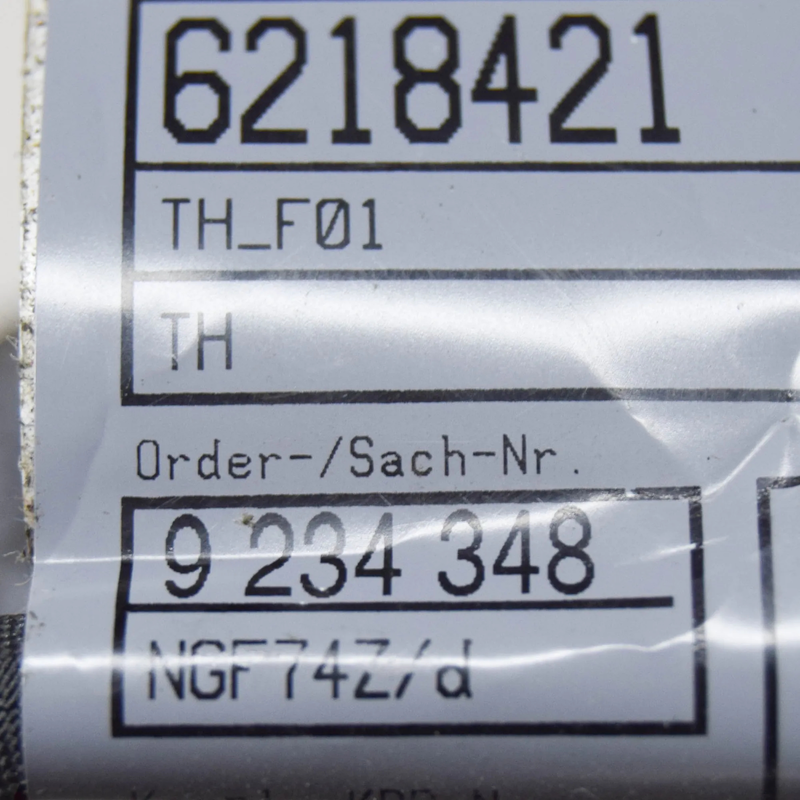 6218421
TH_F01
TH
Order-/Sach-Nr.
9 234 348
NGF74Z/d